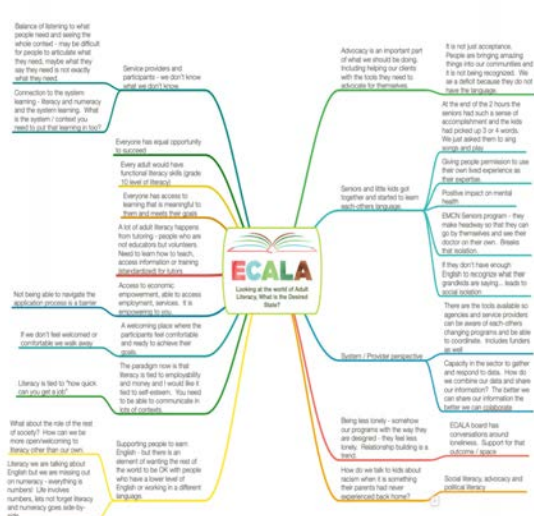 Balance of listening to what
people need and seeing the
whole context - may be difficult
for people to articulate what
they need, maybe what they
say they need is not exactly
what they need.
Connection to the system
learning - literacy and numeracy
and the system learning. What
is the system / context you
need to put that learning in too?
Service providers and
participants - we don't know
what we don't know.
Everyone has equal opportunity
to succeed
Every adult would have
functional literacy skills (grade
10 level of literacy)
Everyone has access to
learning that is meaningful to
them and meets their goals
A lot of adult literacy happens
from tutoring - people who are
not educators but volunteers.
Need to learn how to teach,
access information or training
(standardized) for tutors
Not being able to navigate the
application process is a barrier
Access to economic
empowerment, able to access
employment, services. It is
empowering to you.
If we don't feel welcomed or
comfortable we walk away
A welcoming place where the
participants feel comfortable
and ready to achieve their
goals.
Literacy is tied to "how quick
can you get a job"
The paradigm now is that
literacy is tied to employability
and money and I would like it
tied to self-esteem. You need
to be able to communicate in
lots of contexts.
What about the role of the rest
of society? How can we be
more open/welcoming to
literacy other than our own.
Literacy we are talking about
English but we are missing out
on numeracy - everything is
numbers! Life involves
numbers, lets not forget literacy
and numeracy goes side-by-
side
Supporting people to earn
English - but there is an
element of wanting the rest of
the world to be OK with people
who have a lower level of
English or working in a different
language.
ECALA
Looking at the world of Adult
Literacy, What is the Desired
State?
Advocacy is an important part
of what we should be doing.
Including helping our clients
with the tools they need to
advocate for themselves
It is not just acceptance.
People are bringing amazing
things into our communities and
it is not being recognized. We
as a deficit because they do not
have the language.
Seniors and little kids got
together and started to learn
each-others language.
At the end of the 2 hours the
seniors had such a sense of
accomplishment and the kids
had picked up 3 or 4 words.
We just asked them to sing
songs and play
Giving people permission to use
their own lived experience as
their expertise.
Positive impact on mental
health
EMCN Seniors program - they
make headway so that they can
go by themselves and see their
doctor on their own. Breaks
that isolation.
If they don't have enough
English to recognize what their
grandkids are saying... leads to
social isolation
System / Provider perspective
There are the tools available so
agencies and service providers
can be aware of each-others
changing programs and be able
to coordinate. Includes funders
as well
Capacity in the sector to gather
and respond to data. How do
we combine our data and share
our information? The better we
can share our information the
better we can collaborate
Being less lonely - somehow
our programs with the way they
are designed - they feel less
lonely. Relationship building is a
trend.
ECALA board has
conversations around
loneliness. Support for that
outcome / space
How do we talk to kids about
racism when it is something
their parents had never
experienced back home?
Social literacy, advocacy and
political literacy